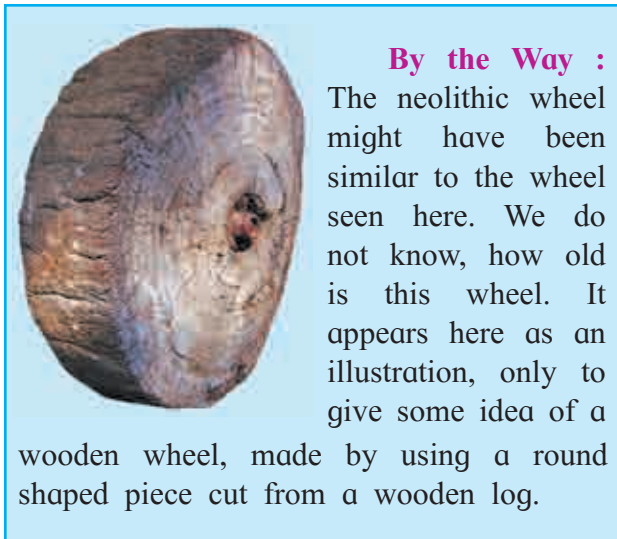 By the Way :
The neolithic wheel
might have been
similar to the wheel
seen here. We do
not know, how old
is this wheel. It
appears here as an
illustration, only to
give some idea of a
wooden wheel, made by using a round
shaped piece cut from a wooden log.